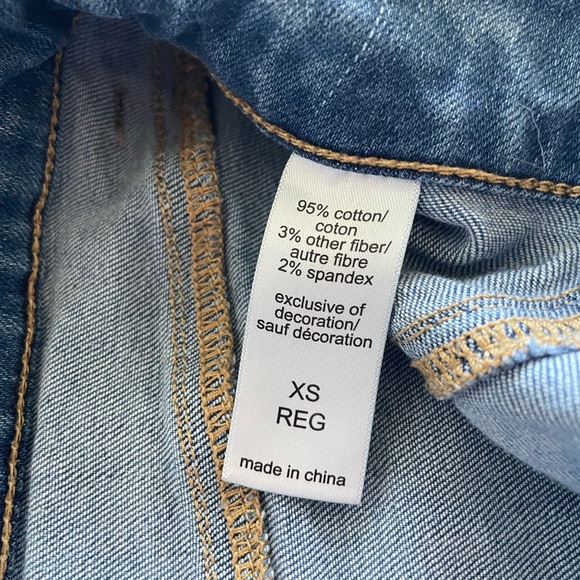 95% cotton/
coton
3% other fiber/
autre fibre
2% spandex
exclusive of
decoration/
sauf décoration
XS
REG
made in china